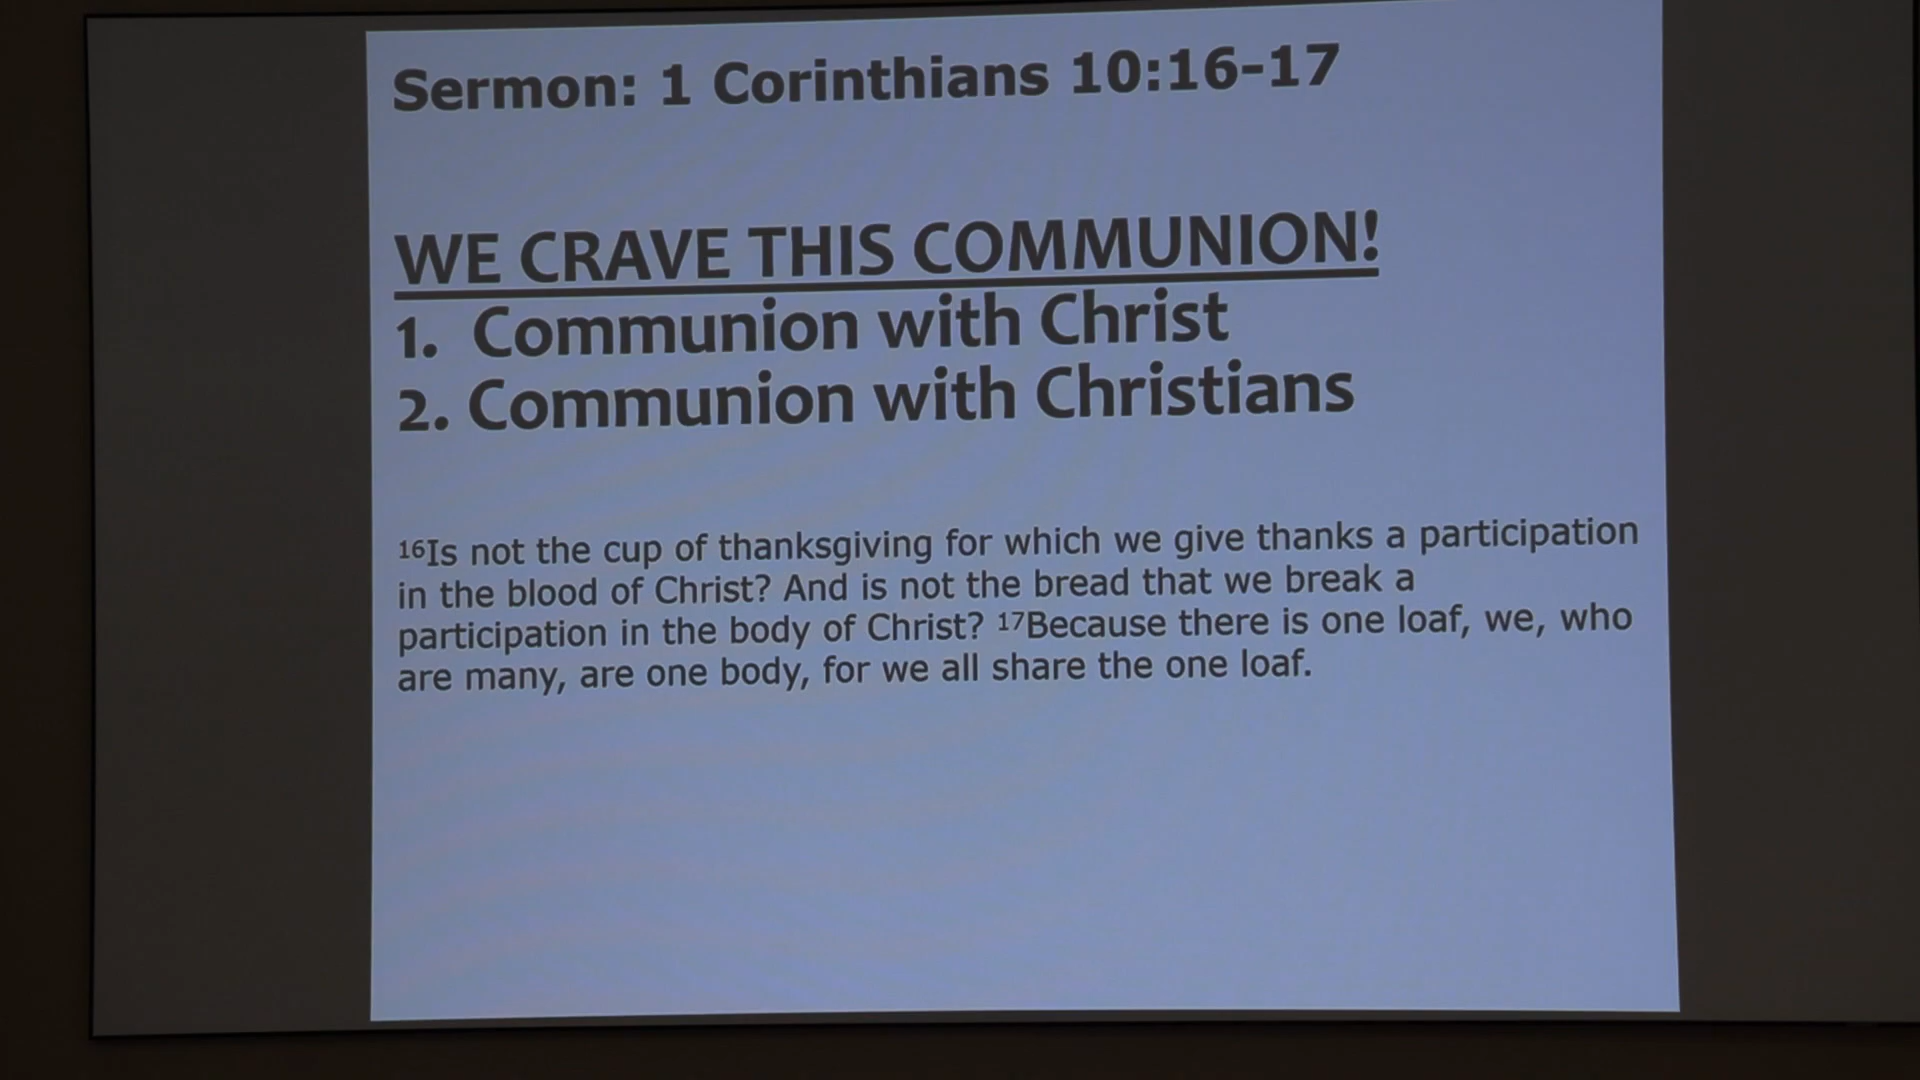 Sermon: 1 Corinthians 10:16-17
WE CRAVE THIS COMMUNION!
1. Communion with Christ
2. Communion with Christians
16Is not the cup of thanksgiving for which we give thanks a participation
in the blood of Christ? And is not the bread that we break a
participation in the body of Christ? 17Because there is one loaf, we, who
are many, are one body, for we all share the one loaf.